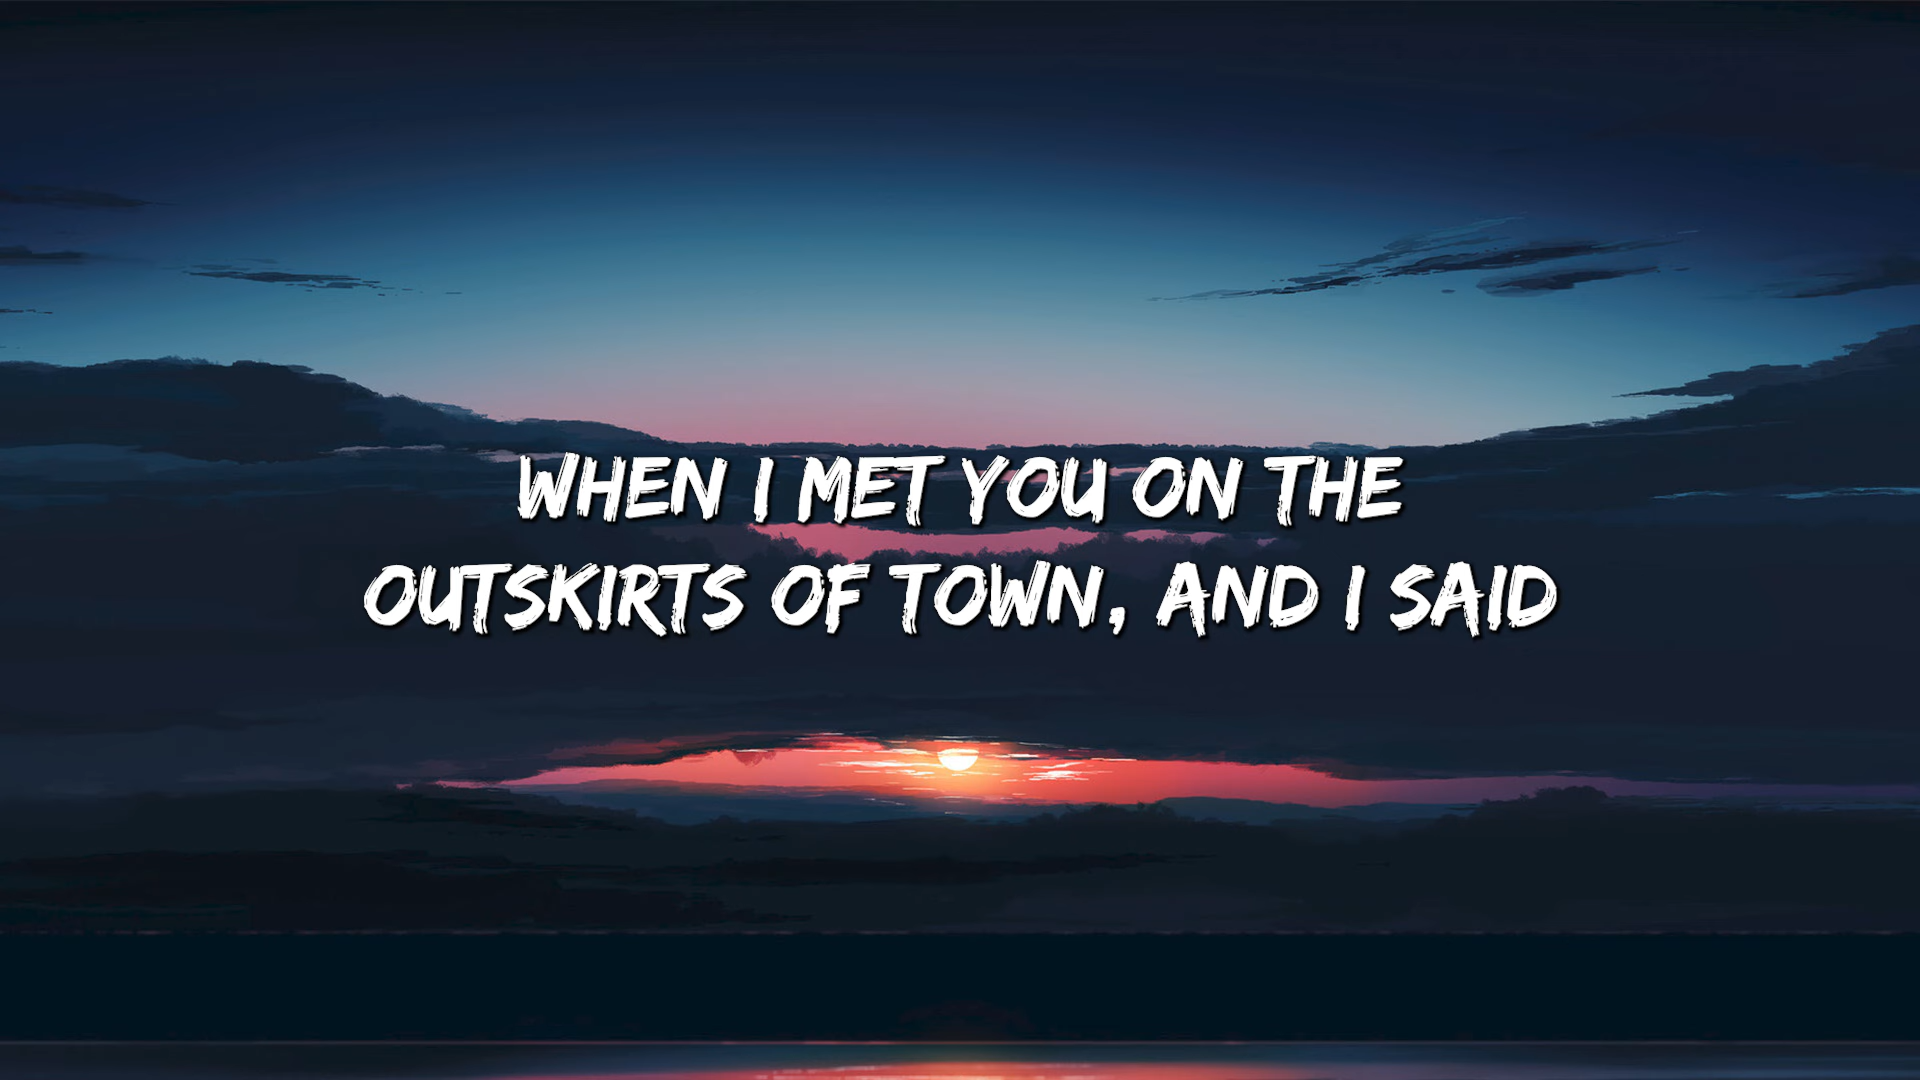 WHEN I MET YOU ON THE
OUTSKIRTS OF TOWN, AND I SAID